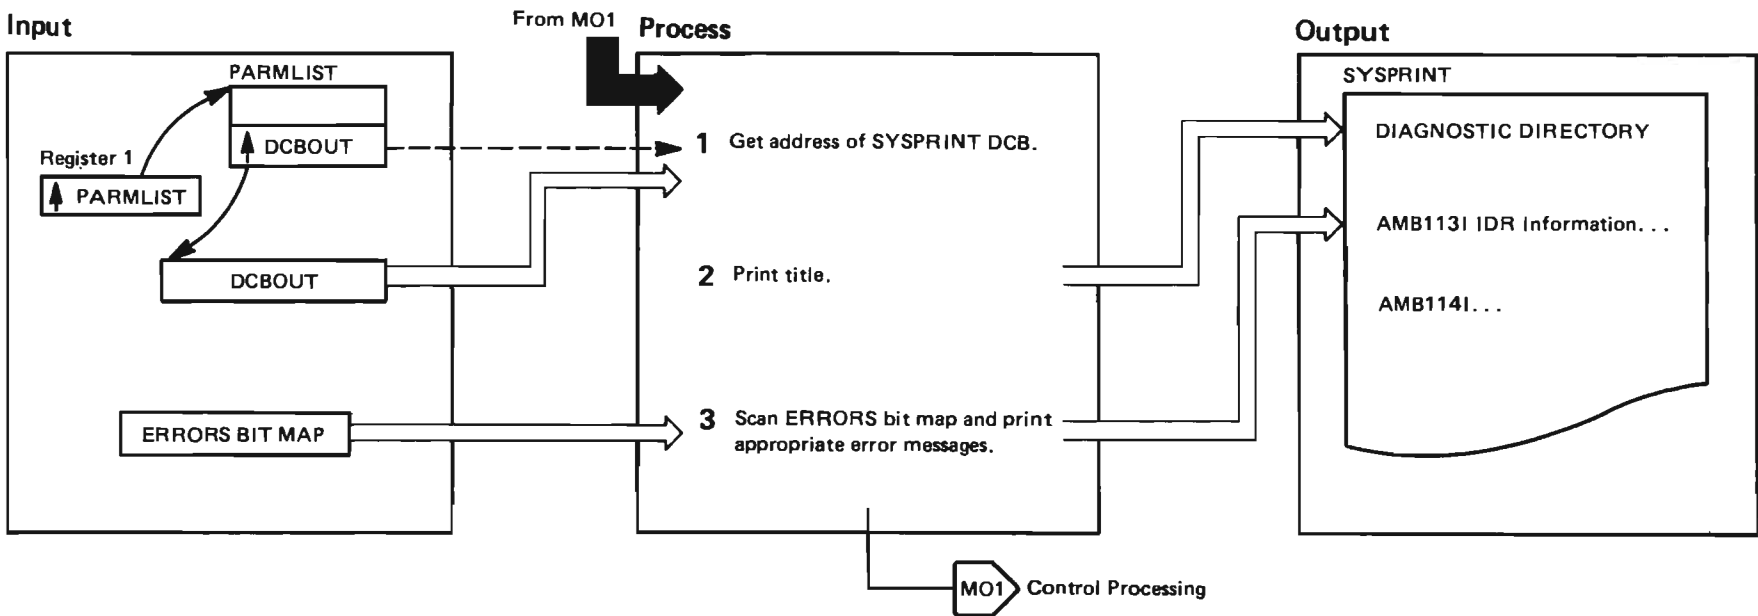 Input
From MO1
Process
Output
PARMLIST
DCBOUT
Register 1
PARMLIST
DCBOUT
ERRORS BIT MAP
1 Get address of SYSPRINT DCB.
2 Print title.
3 Scan ERRORS bit map and print
appropriate error messages.
SYSPRINT
DIAGNOSTIC DIRECTORY
AMB113I IDR Information...
AMB114I...
MO1 Control Processing